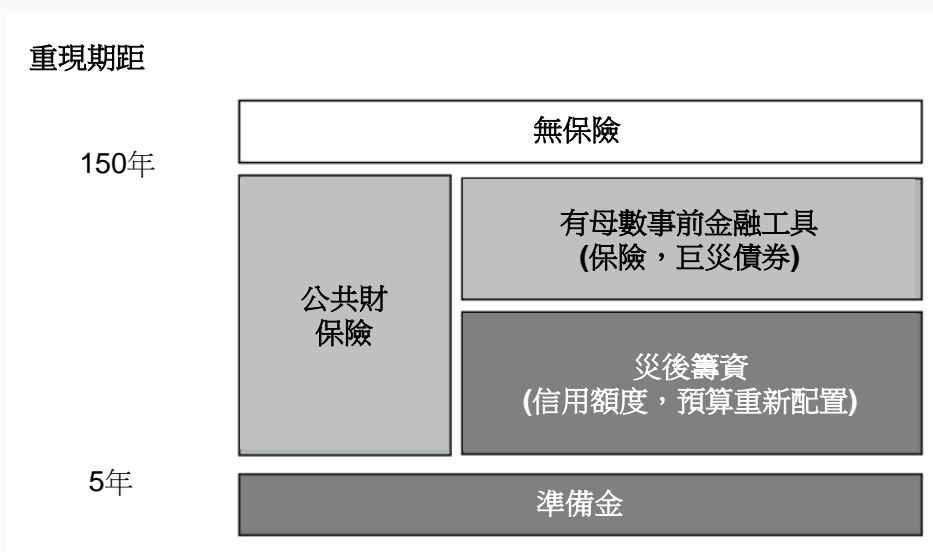 重現期距
無保險
150年
有母數事前金融工具
(保險，巨災債券)
公共財
保險
災後籌資
(信用額度，預算重新配置)
5年
準備金